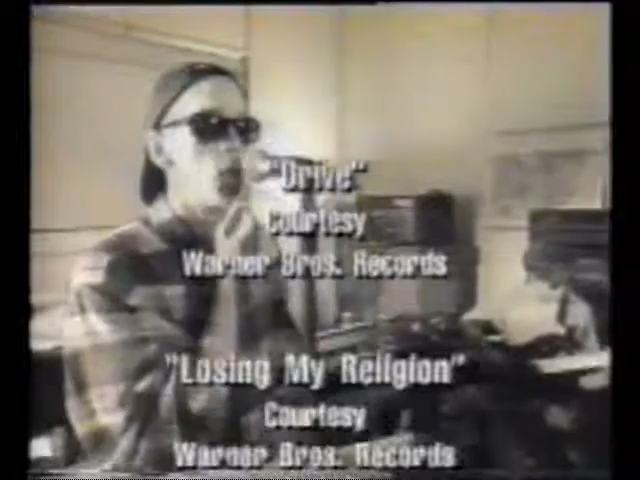 "Drive"
Courtesy
Warner Bros. Records
"Losing My Religion"
Courtesy
Warner Bros. Records